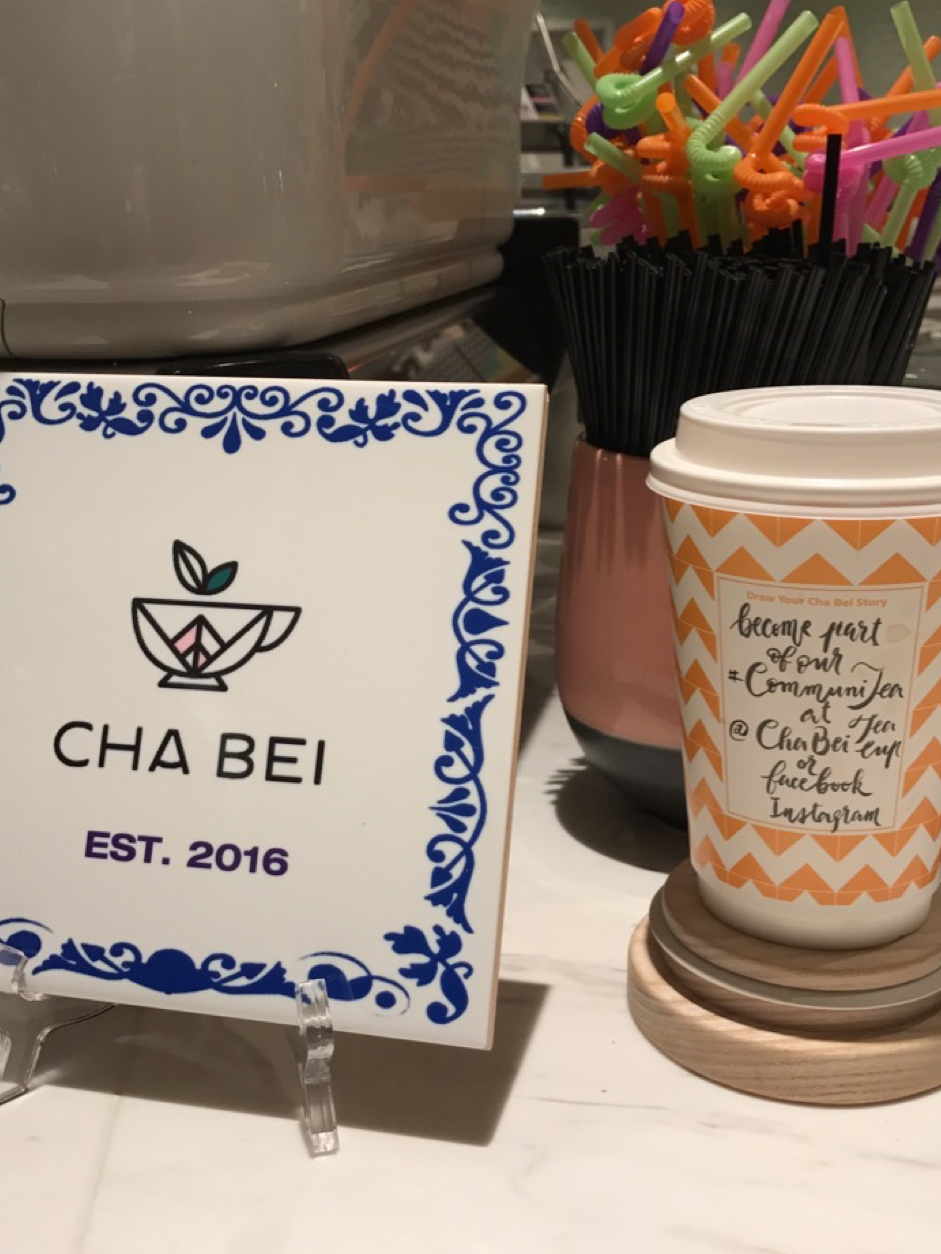 CHA BEI
EST. 2016
Draw Your Cha Bei Story
become part
of our
#CommuniTea
at
@ChaBei Tea Cup
or
facebook
Instagram